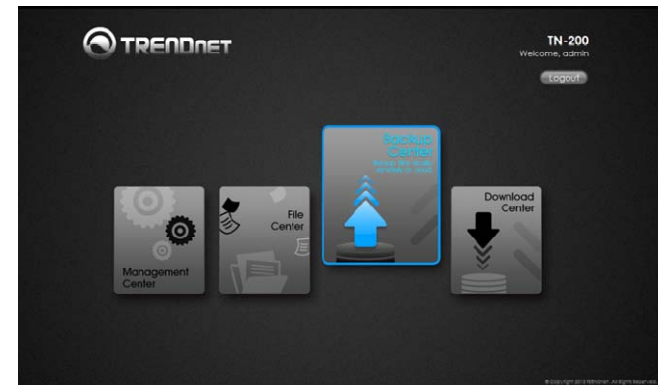 TRENDnet
TN-200
Welcome, admin
Logout
Backup
Center
Download
Center
File
Center
Management
Center